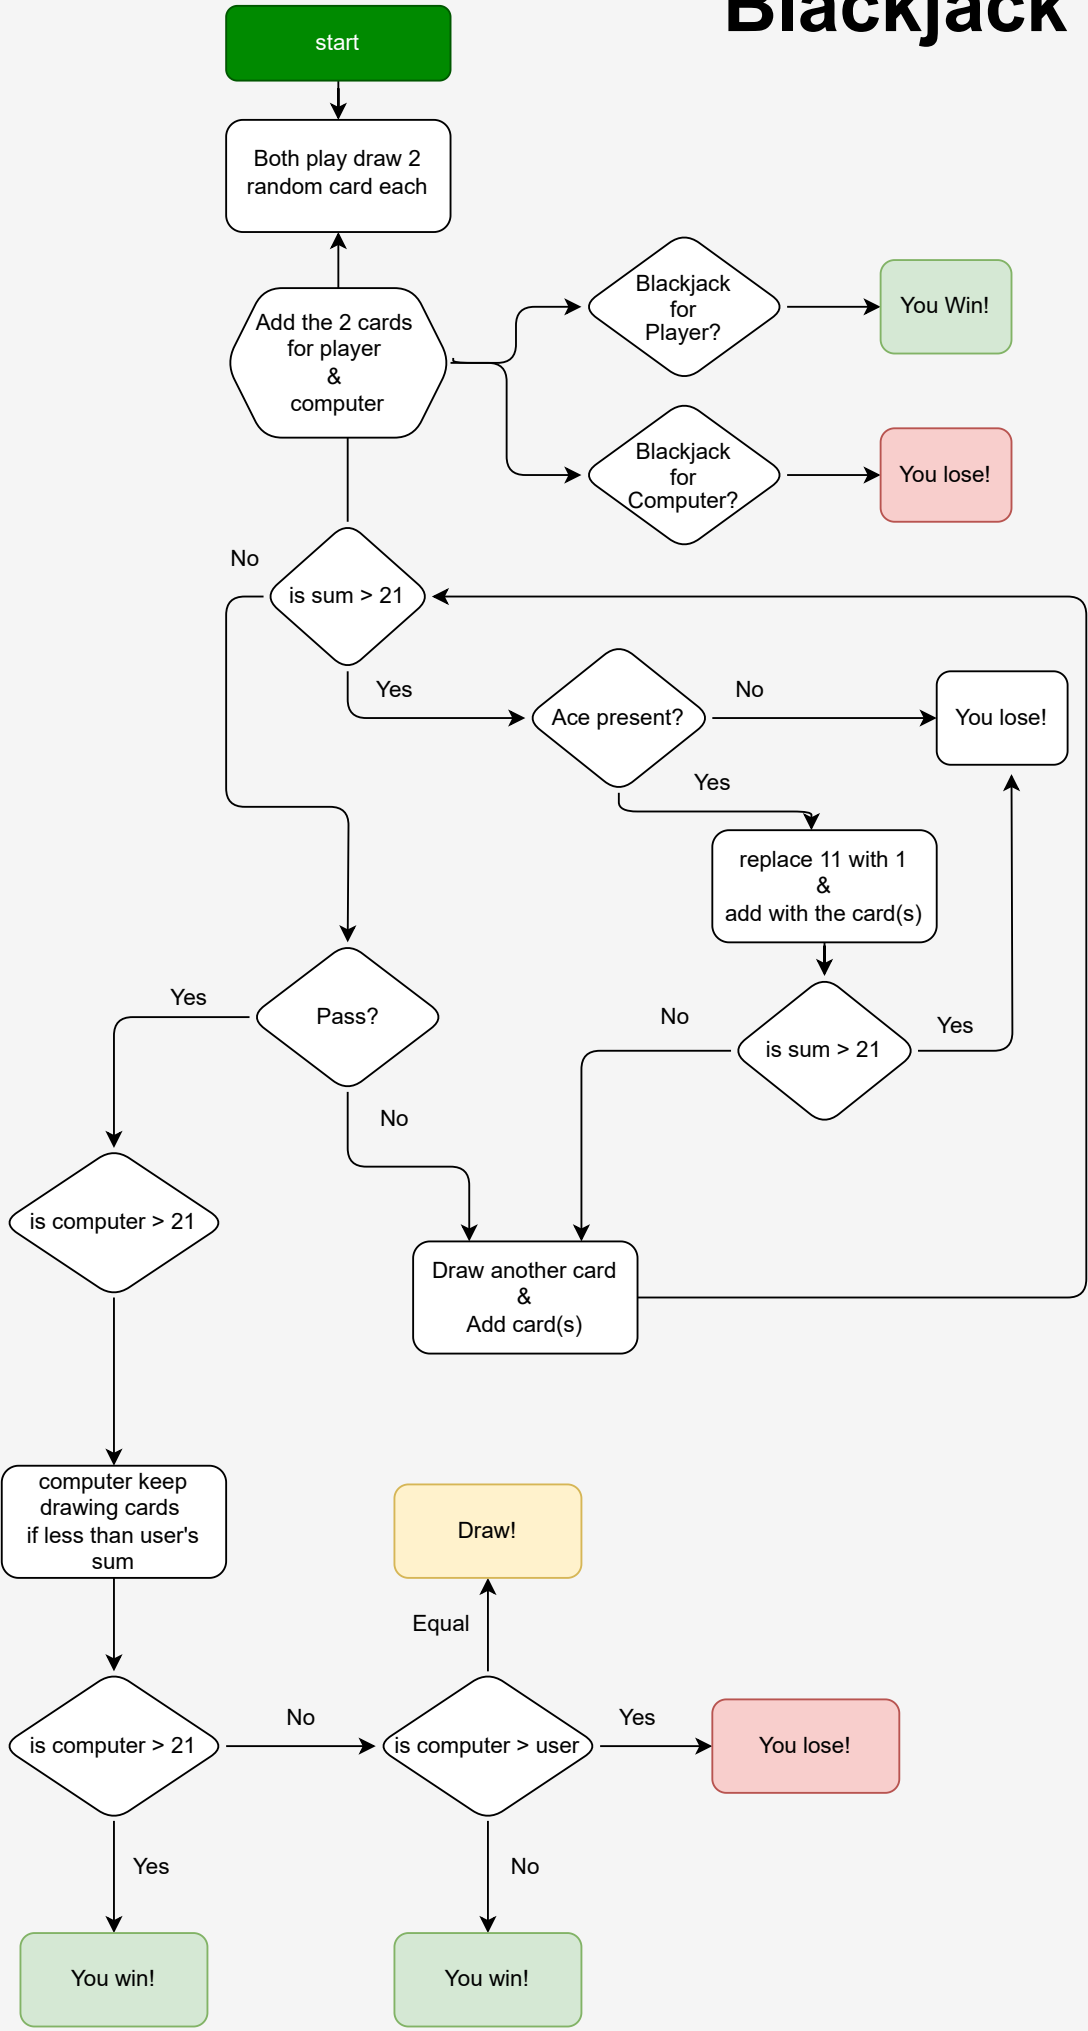 Blackjack
start
Both play draw 2
random card each
Add the 2 cards
for player
&
computer
Blackjack
for
Player?
You Win!
Blackjack
for
Computer?
You lose!
No
is sum > 21
Yes
Ace present?
No
You lose!
Yes
replace 11 with 1
&
add with the card(s)
Yes
Pass?
No
is sum > 21
Yes
No
is computer > 21
Draw another card
&
Add card(s)
computer keep
drawing cards
if less than user's
sum
Draw!
Equal
is computer > 21
No
is computer > user
Yes
You lose!
Yes
No
You win!
You win!